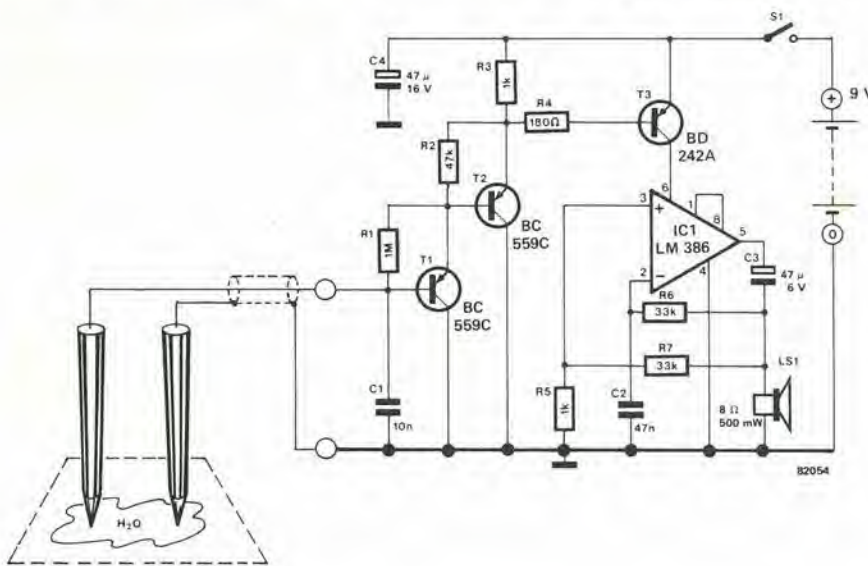 S1
C4
47 µ
16 V
R3
1k
R4
180Ω
T3
BD
242A
9 V
+
0
R2
47k
T2
BC
559C
R1
1M
T1
BC
559C
C1
10n
6
3
+
1
8
IC1
LM 386
5
2
−
4
C3
47 µ
6 V
R6
33k
R7
33k
R5
1k
C2
47n
LS1
8 Ω
500 mW
82054
H₂O